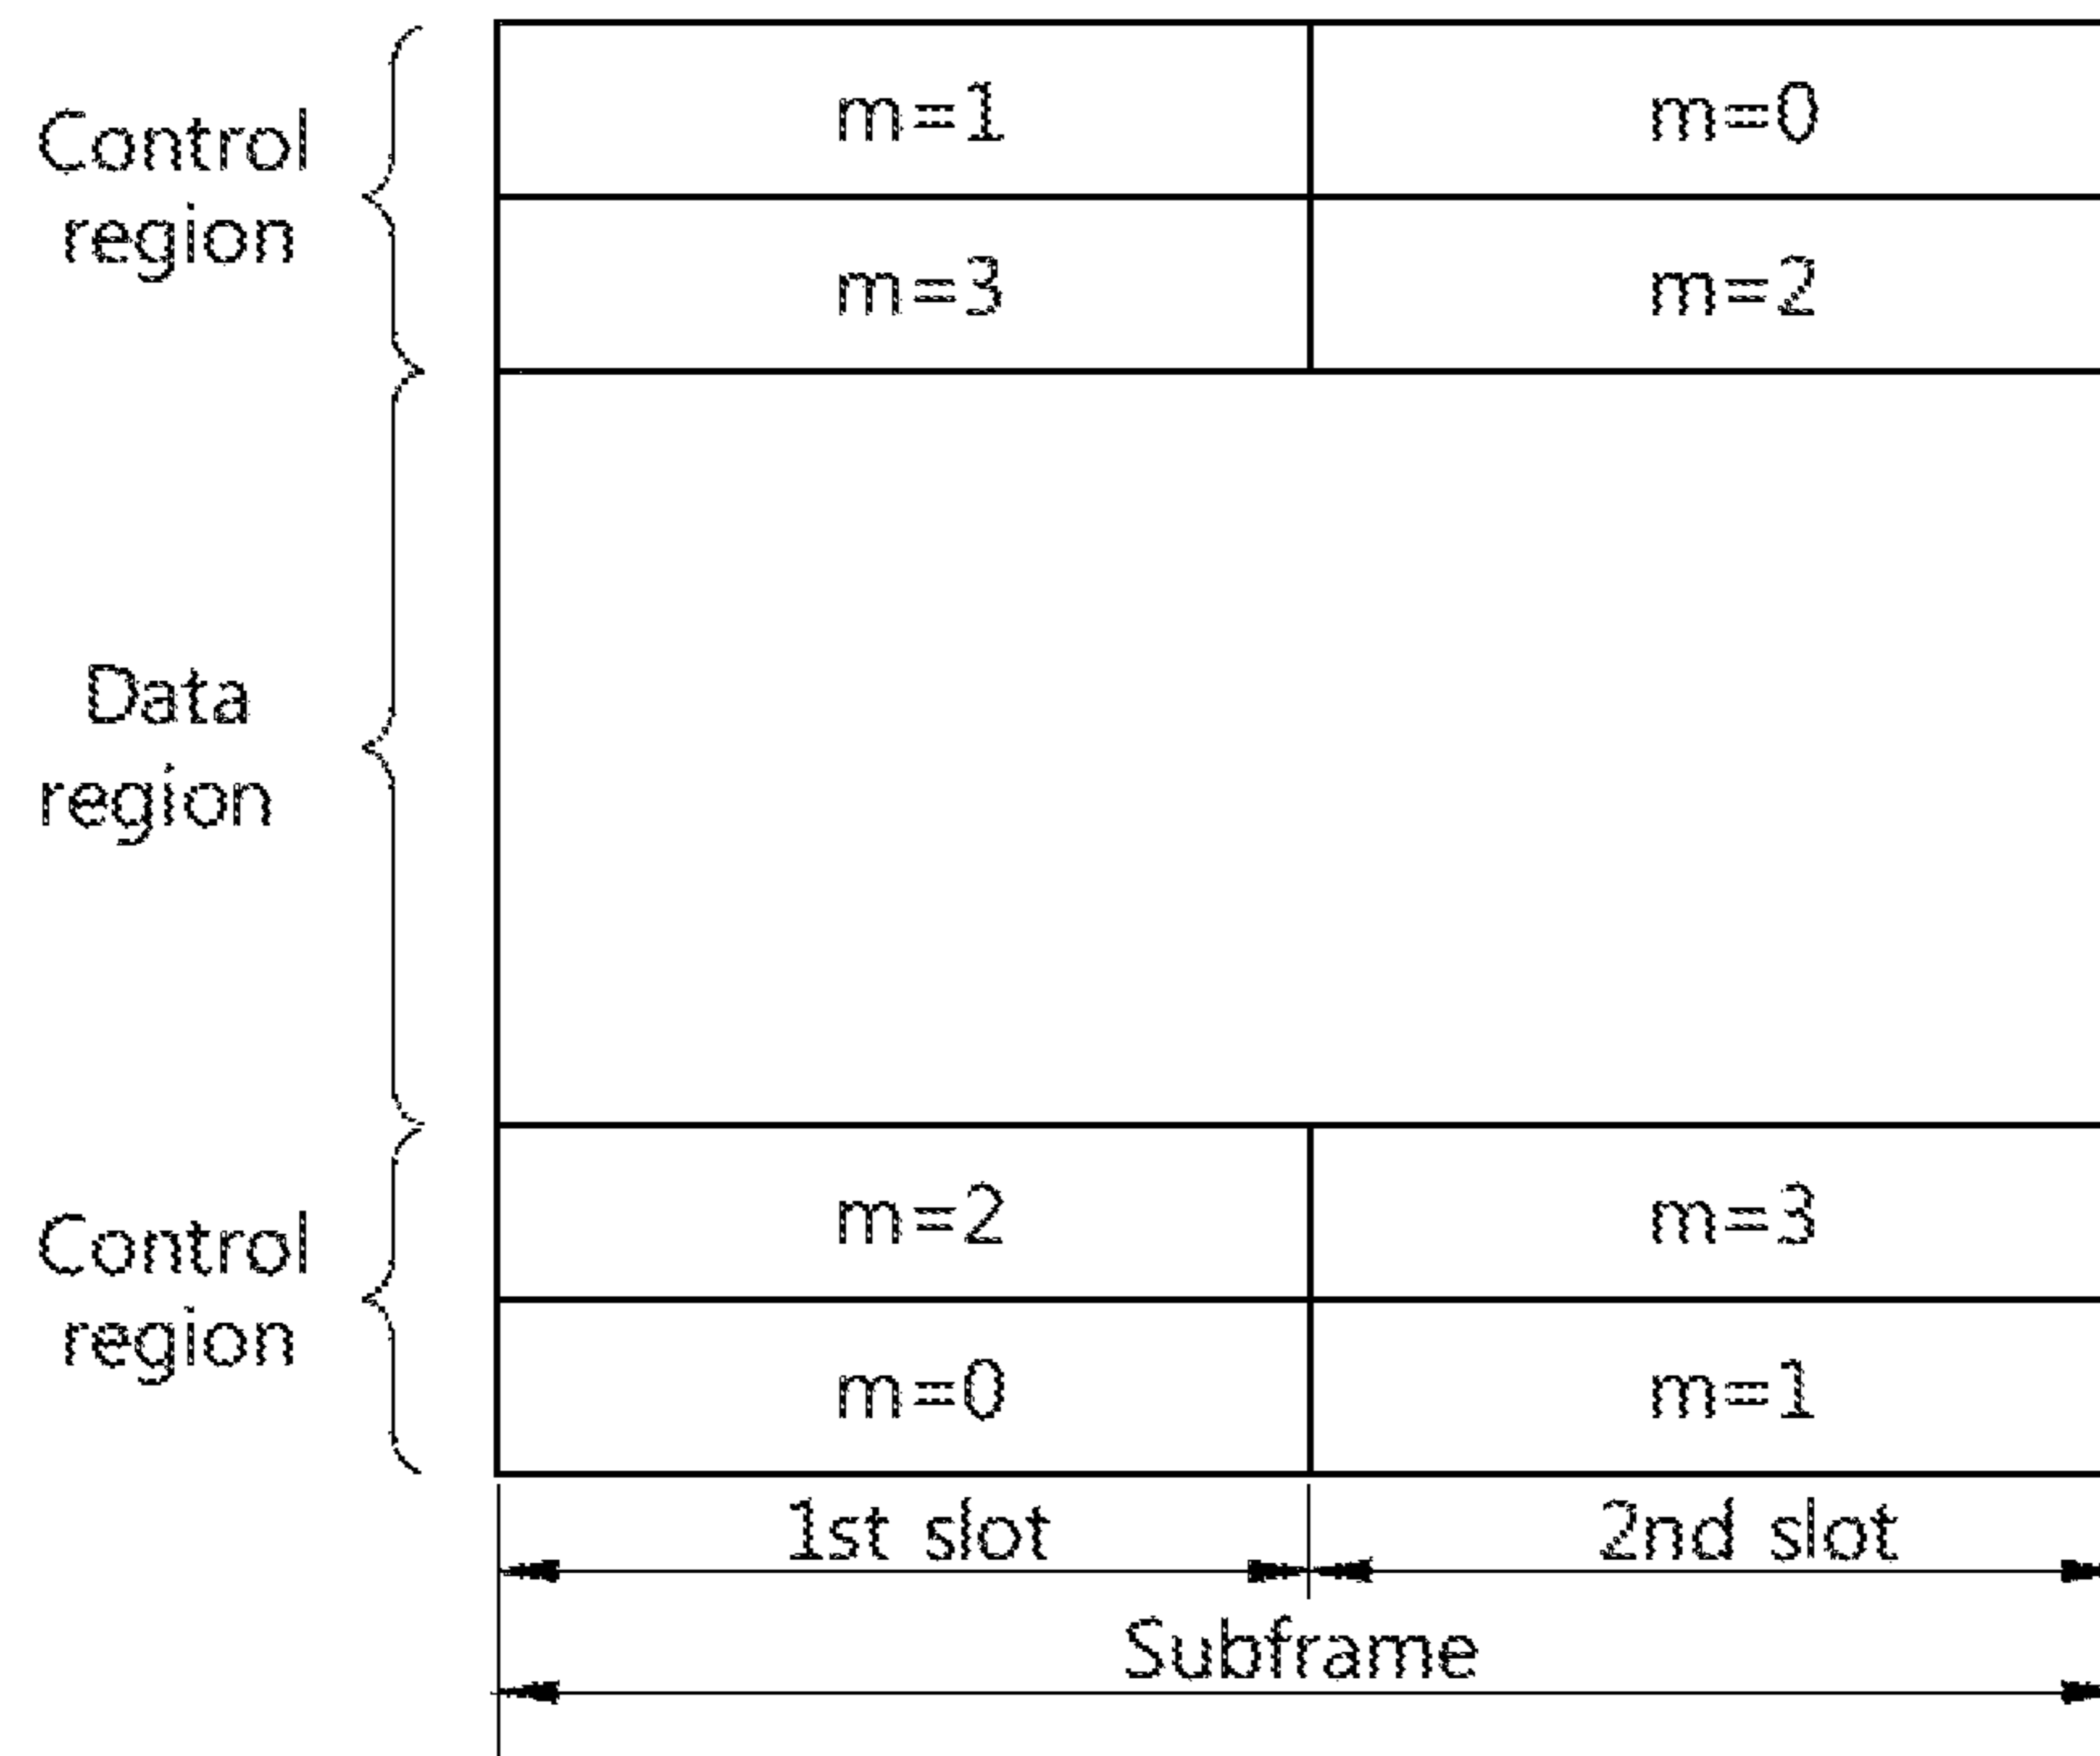 Control
region
m=1
m=0
m=3
m=2
Data
region
Control
region
m=2
m=3
m=0
m=1
1st slot
2nd slot
Subframe